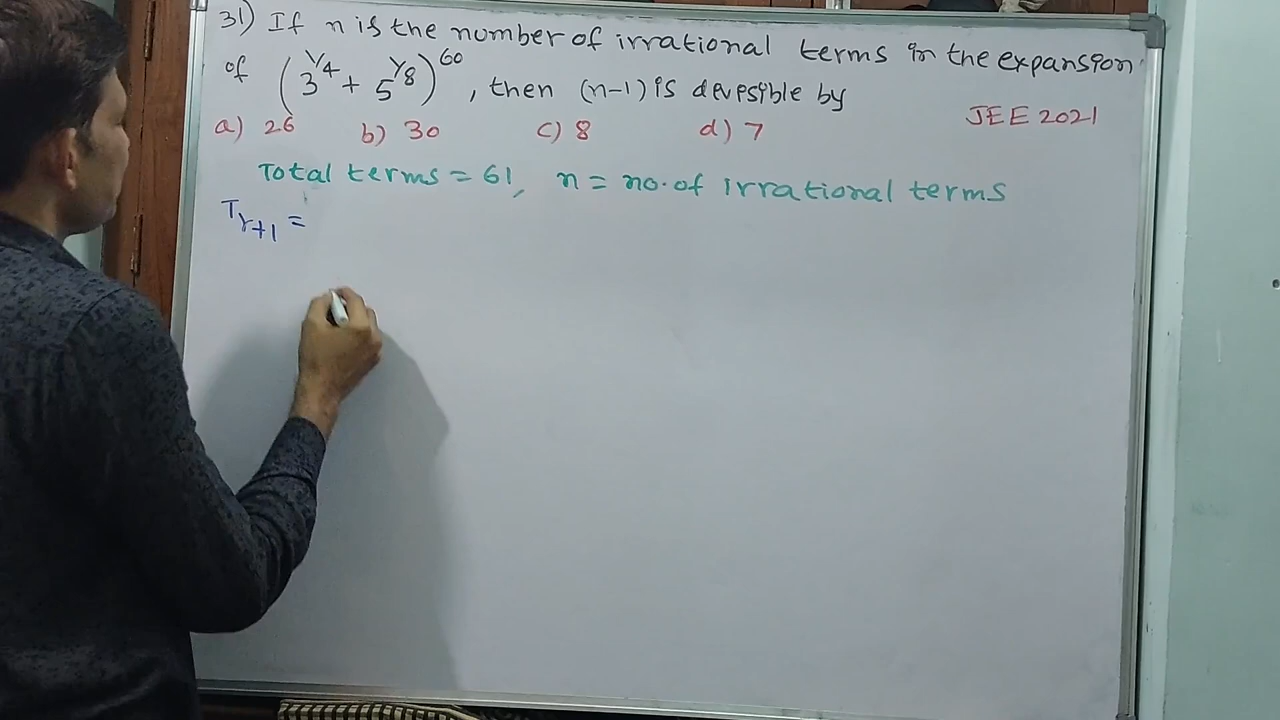 31) If n is the number of irrational terms in the expansion
of (3^1/4 + 5^1/8)^60, then (n-1) is devisible by
a) 26 b) 30 c) 8 d) 7 JEE 2021
Total terms = 61, n = no. of irrational terms
T_r+1 =